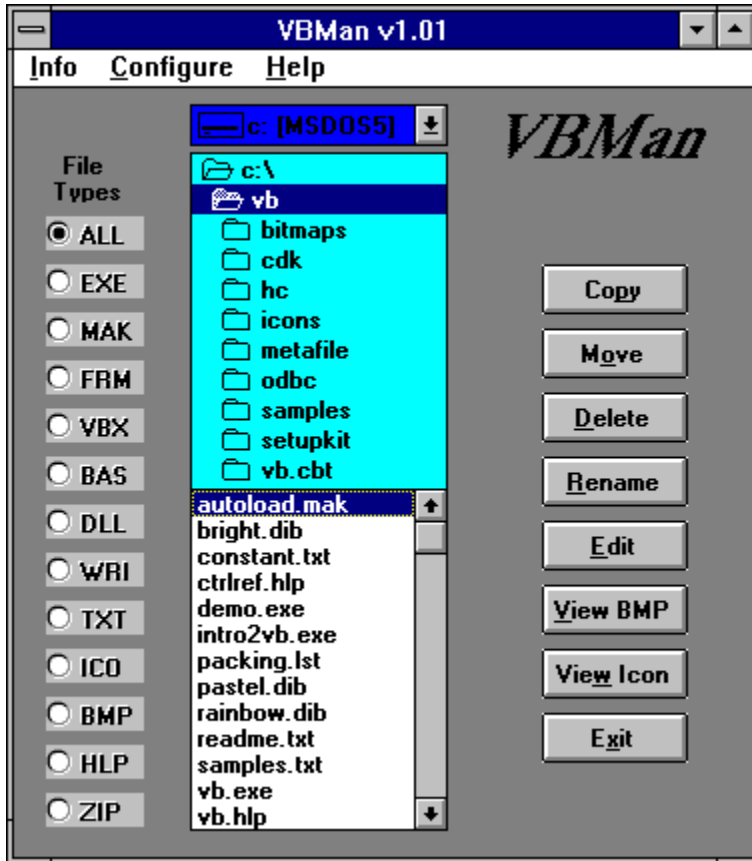 VBMan v1.01
Info Configure Help
c: [MSDOS5]
VBMan
File
Types
ALL
EXE
MAK
FRM
VBX
BAS
DLL
WRI
TXT
ICO
BMP
HLP
ZIP
c:\
vb
bitmaps
cdk
hc
icons
metafile
odbc
samples
setupkit
vb.cbt
autoload.mak
bright.dib
constant.txt
ctrlref.hlp
demo.exe
intro2vb.exe
packing.lst
pastel.dib
rainbow.dib
readme.txt
samples.txt
vb.exe
vb.hlp
Copy
Move
Delete
Rename
Edit
View BMP
View Icon
Exit